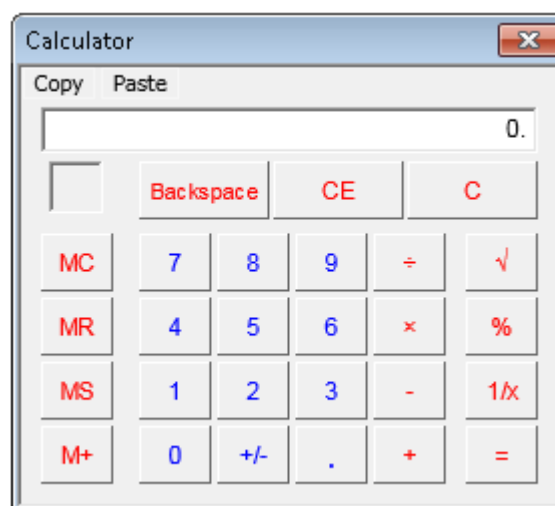 Calculator
Copy Paste
0.
Backspace CE C
MC 7 8 9 ÷ √
MR 4 5 6 × %
MS 1 2 3 - 1/x
M+ 0 +/- . + =